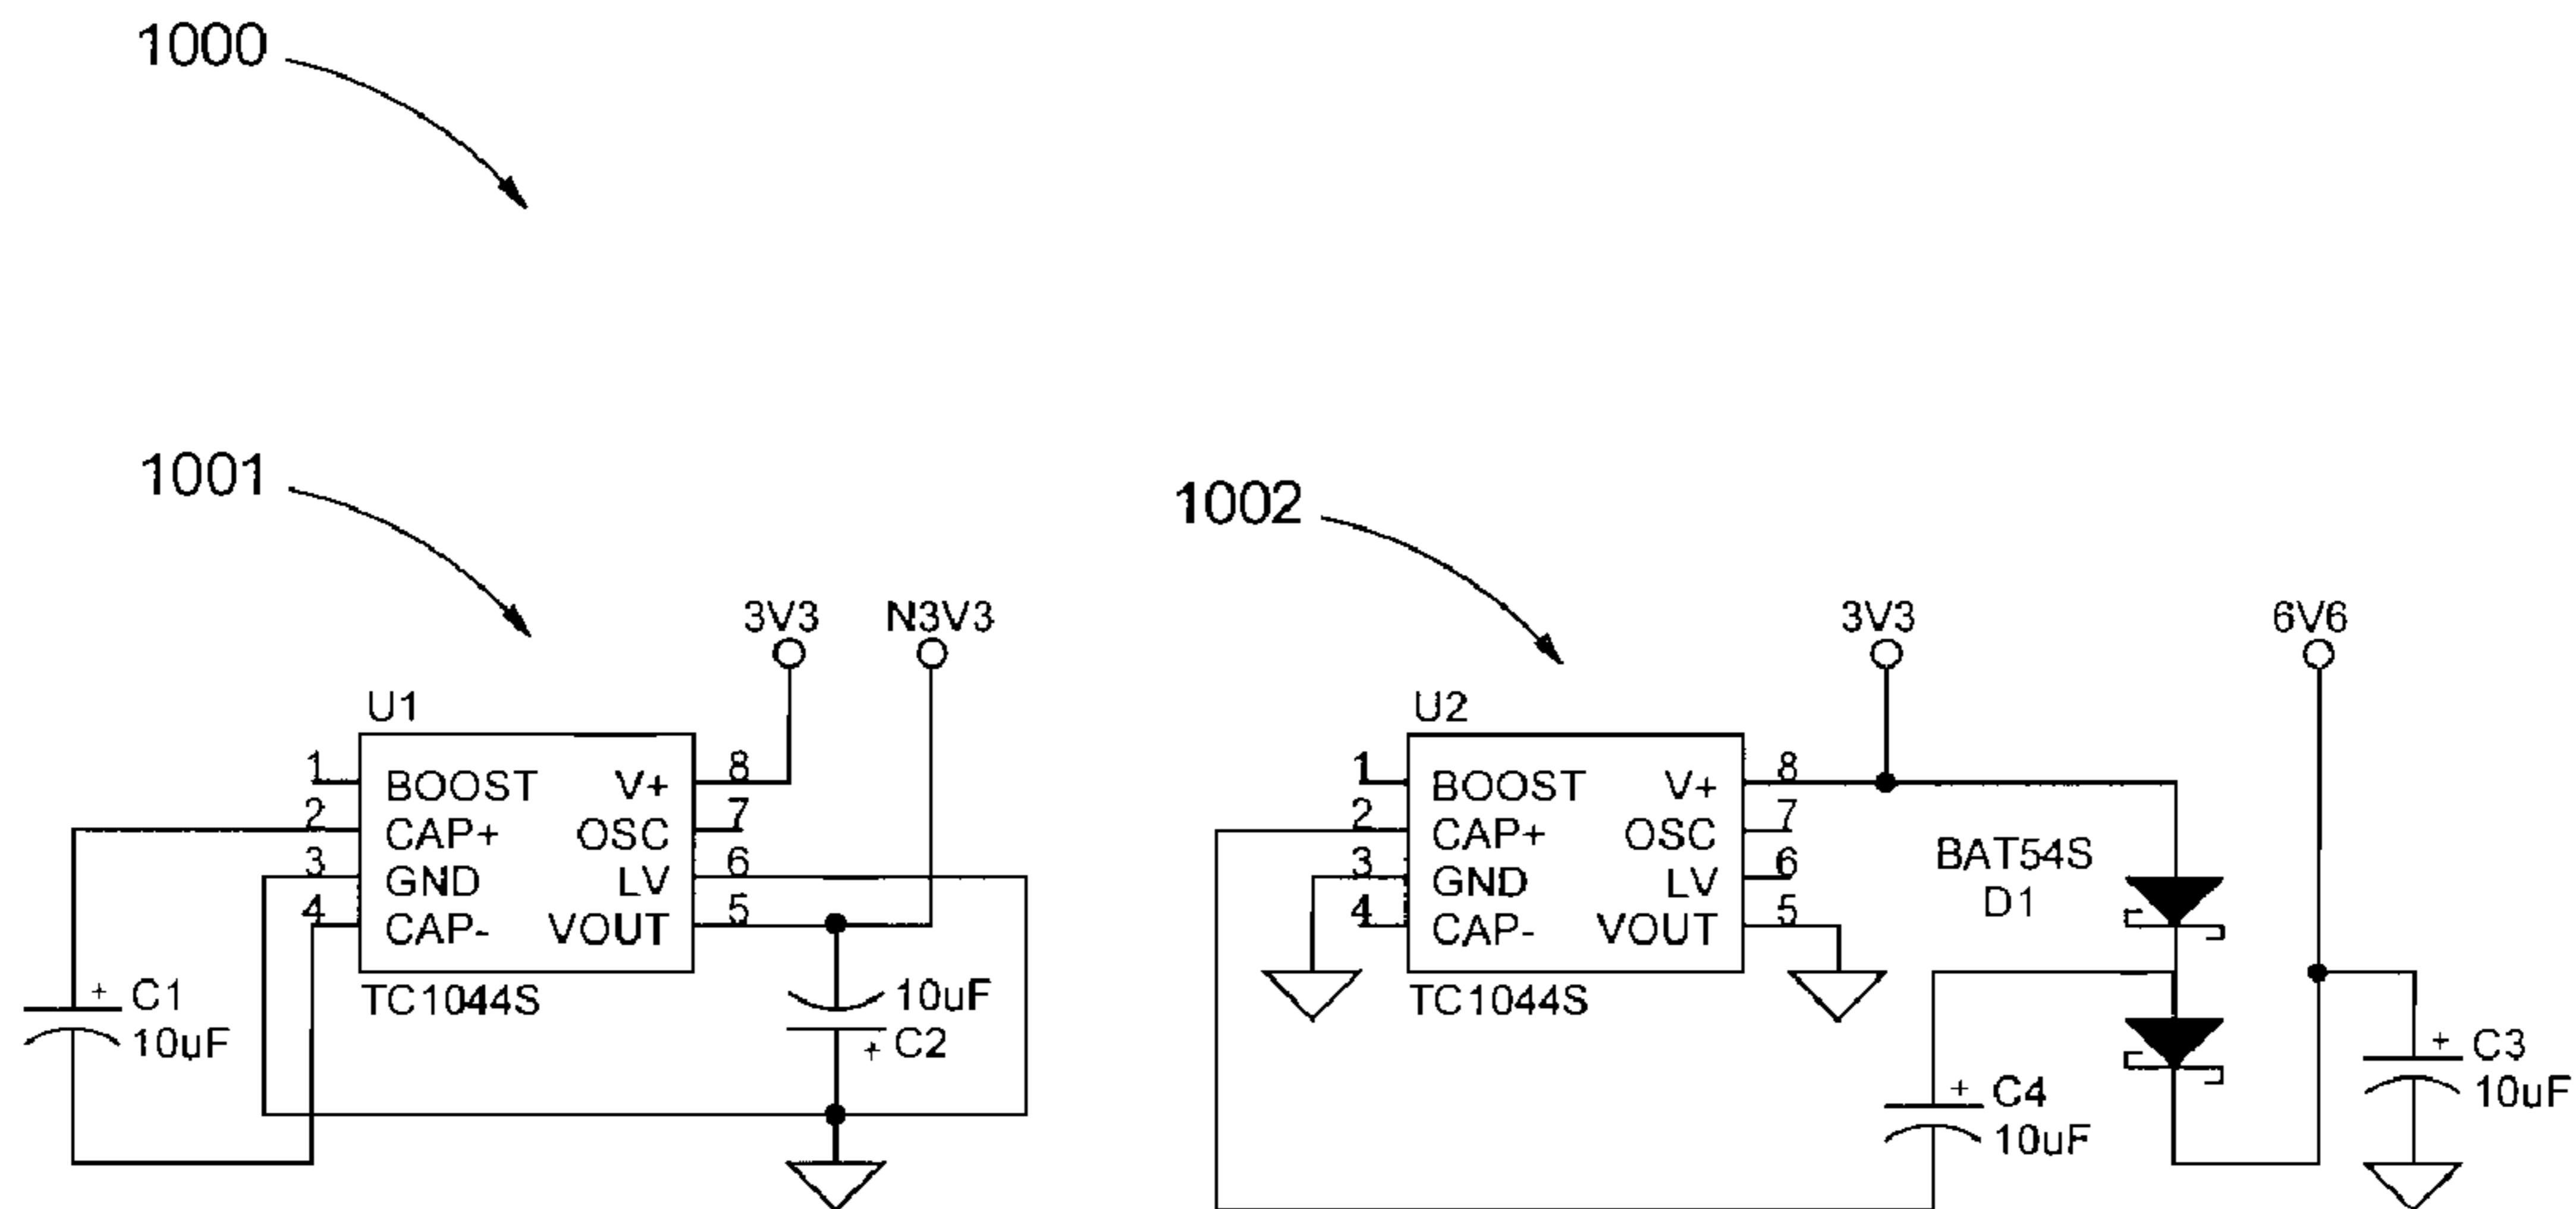 1000
1001
1002
3V3
N3V3
3V3
6V6
U1
1
BOOST
V+
8
2
CAP+
OSC
7
3
GND
LV
6
4
CAP-
VOUT
5
TC1044S
+
C1
10uF
10uF
+
C2
U2
1
BOOST
V+
8
2
CAP+
OSC
7
3
GND
LV
6
4
CAP-
VOUT
5
TC1044S
BAT54S
D1
+
C4
10uF
+
C3
10uF